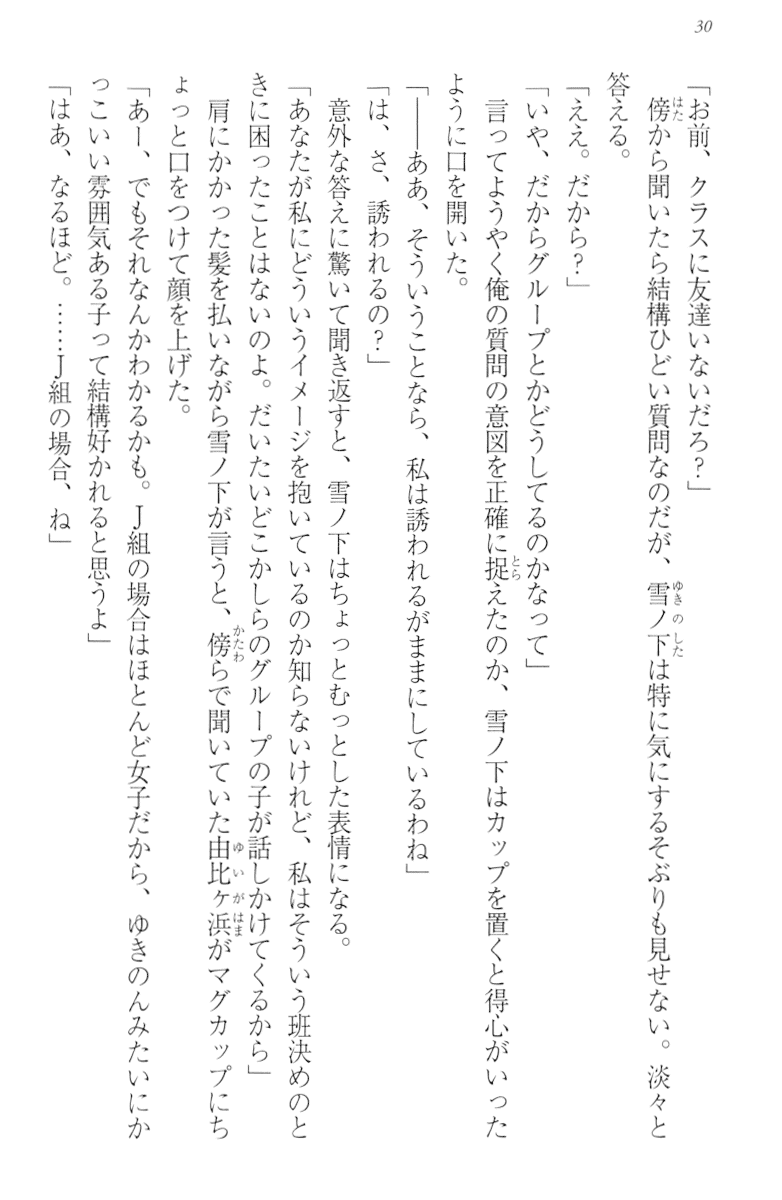 30
「お前、クラスに友達いないだろ？」
傍から聞いたら結構ひどい質問なのだが、雪ノ下は特に気にするそぶりも見せない。淡々と
答える。
「ええ。だから？」
「いや、だからグループとかどうしてるのかなって」
言ってようやく俺の質問の意図を正確に捉えたのか、雪ノ下はカップを置くと得心がいった
ように口を開いた。
「――ああ、そういうことなら、私は誘われるがままにしているわね」
「は、さ、誘われるの？」
意外な答えに驚いて聞き返すと、雪ノ下はちょっとむっとした表情になる。
「あなたが私にどういうイメージを抱いているのか知らないけれど、私はそういう班決めのと
きに困ったことはないのよ。だいたいどこかしらのグループの子が話しかけてくるから」
肩にかかった髪を払いながら雪ノ下が言うと、傍らで聞いていた由比ヶ浜がマグカップにち
ょっと口をつけて顔を上げた。
「あー、でもそれなんかわかるかも。Ｊ組の場合はほとんど女子だから、ゆきのんみたいにか
っこいい雰囲気ある子って結構好かれると思うよ」
「はあ、なるほど。……Ｊ組の場合、ね」